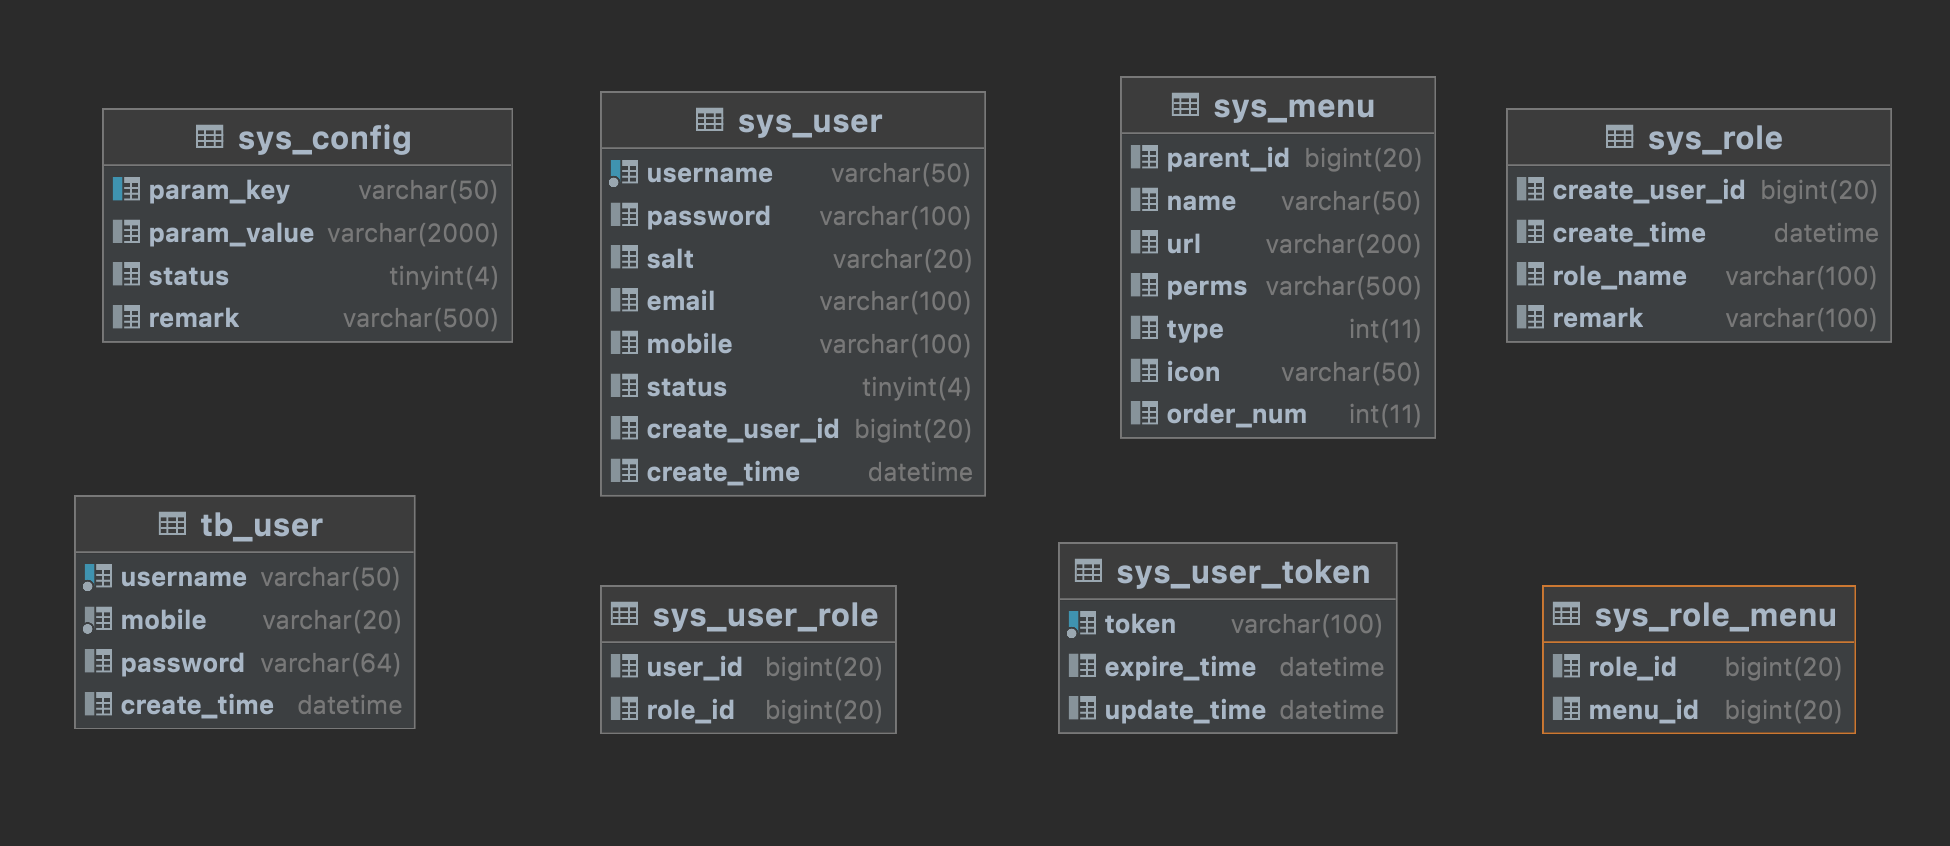 sys_config
param_key varchar(50)
param_value varchar(2000)
status tinyint(4)
remark varchar(500)
sys_user
username varchar(50)
password varchar(100)
salt varchar(20)
email varchar(100)
mobile varchar(100)
status tinyint(4)
create_user_id bigint(20)
create_time datetime
sys_menu
parent_id bigint(20)
name varchar(50)
url varchar(200)
perms varchar(500)
type int(11)
icon varchar(50)
order_num int(11)
sys_role
create_user_id bigint(20)
create_time datetime
role_name varchar(100)
remark varchar(100)
tb_user
username varchar(50)
mobile varchar(20)
password varchar(64)
create_time datetime
sys_user_role
user_id bigint(20)
role_id bigint(20)
sys_user_token
token varchar(100)
expire_time datetime
update_time datetime
sys_role_menu
role_id bigint(20)
menu_id bigint(20)